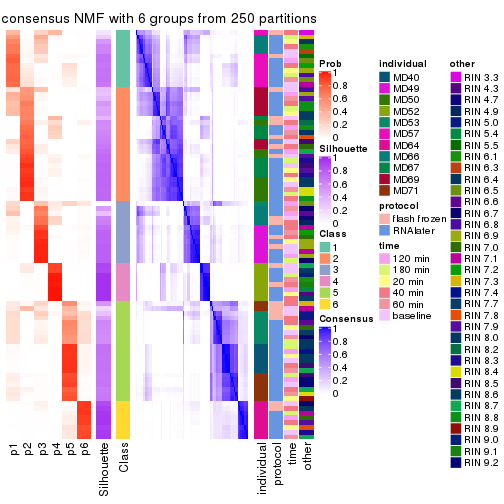 consensus NMF with 6 groups from 250 partitions
Prob
1
0.8
0.6
0.4
0.2
0
Silhouette
1
0.8
0.6
0.4
0.2
0
Class
1
2
3
4
5
6
Consensus
1
0.8
0.6
0.4
0.2
0
individual
MD40
MD49
MD50
MD52
MD53
MD57
MD64
MD66
MD67
MD69
MD71
protocol
flash frozen
RNAlater
time
120 min
180 min
20 min
40 min
60 min
baseline
other
RIN 3.3
RIN 4.3
RIN 4.7
RIN 4.9
RIN 5.0
RIN 5.4
RIN 5.5
RIN 6.1
RIN 6.3
RIN 6.4
RIN 6.5
RIN 6.6
RIN 6.7
RIN 6.8
RIN 6.9
RIN 7.0
RIN 7.1
RIN 7.2
RIN 7.3
RIN 7.4
RIN 7.7
RIN 7.8
RIN 7.9
RIN 8.0
RIN 8.2
RIN 8.3
RIN 8.4
RIN 8.5
RIN 8.6
RIN 8.7
RIN 8.8
RIN 8.9
RIN 9.0
RIN 9.1
RIN 9.2
p1
p2
p3
p4
p5
p6
Silhouette
Class
individual
protocol
time
other